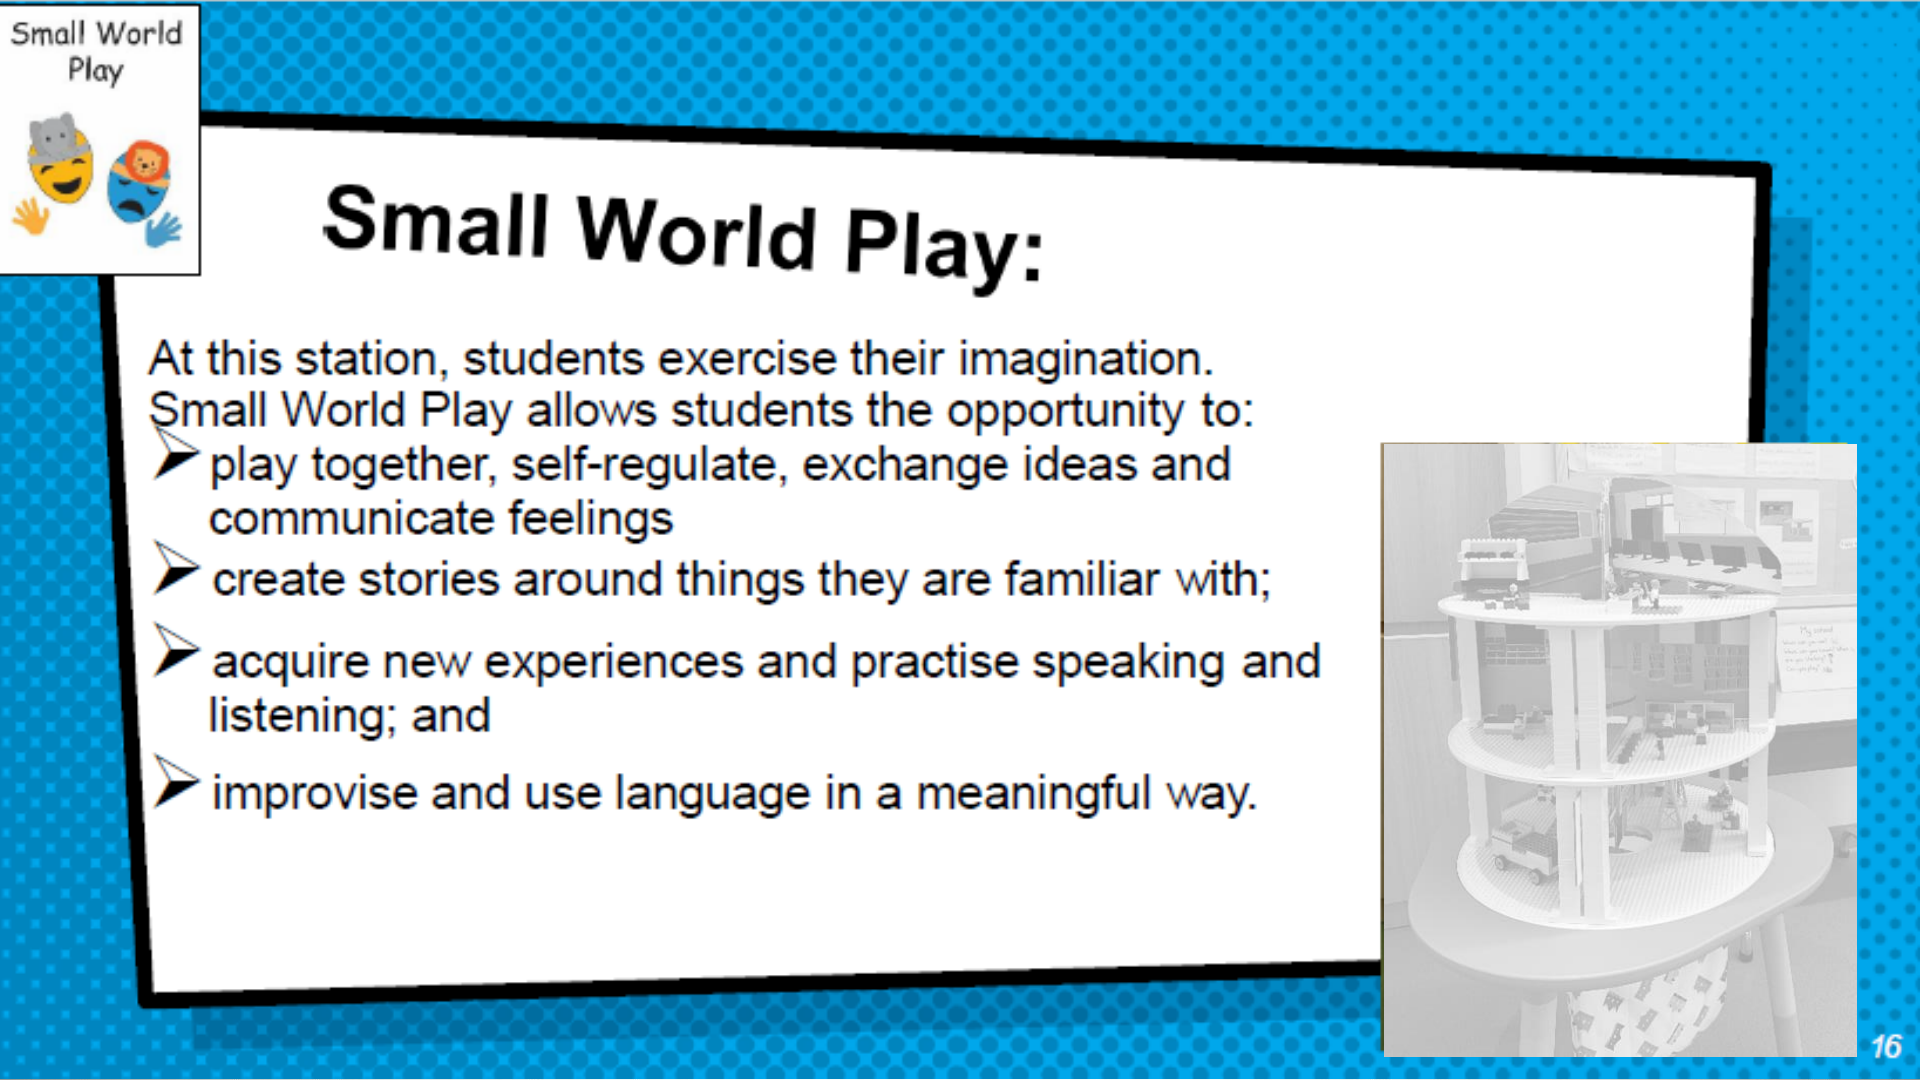 Small World
Play
Small World Play:
At this station, students exercise their imagination.
Small World Play allows students the opportunity to:
play together, self-regulate, exchange ideas and
communicate feelings
create stories around things they are familiar with;
acquire new experiences and practise speaking and
listening; and
improvise and use language in a meaningful way.
My school
16